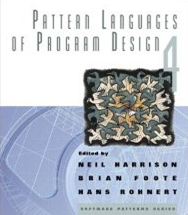 PATTERN LANGUAGES
OF PROGRAM DESIGN
4
Edited by
NEIL HARRISON
BRIAN FOOTE
HANS ROHNERT
SOFTWARE PATTERNS SERIES